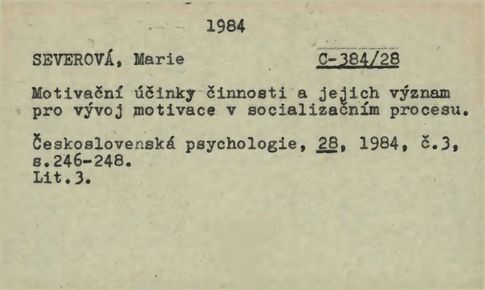 1984
SEVEROVÁ, Marie C-384/28
Motivační účinky činnosti a jejich význam
pro vývoj motivace v socializačním procesu.
Československá psychologie, 28, 1984, č.3,
s.246-248.
Lit.3.